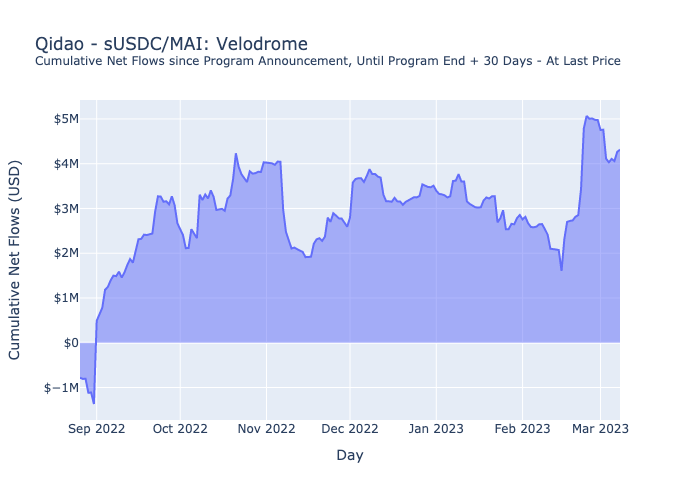 Qidao - sUSDC/MAI: Velodrome
Cumulative Net Flows since Program Announcement, Until Program End + 30 Days - At Last Price
Cumulative Net Flows (USD)
$5M
$4M
$3M
$2M
$1M
$0
$−1M
Sep 2022 Oct 2022 Nov 2022 Dec 2022 Jan 2023 Feb 2023 Mar 2023
Day